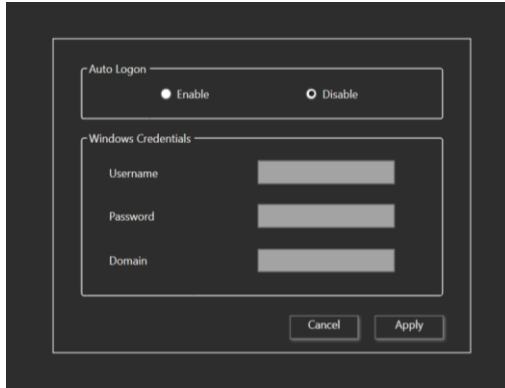 Auto Logon
Enable Disable
Windows Credentials
Username
Password
Domain
Cancel Apply